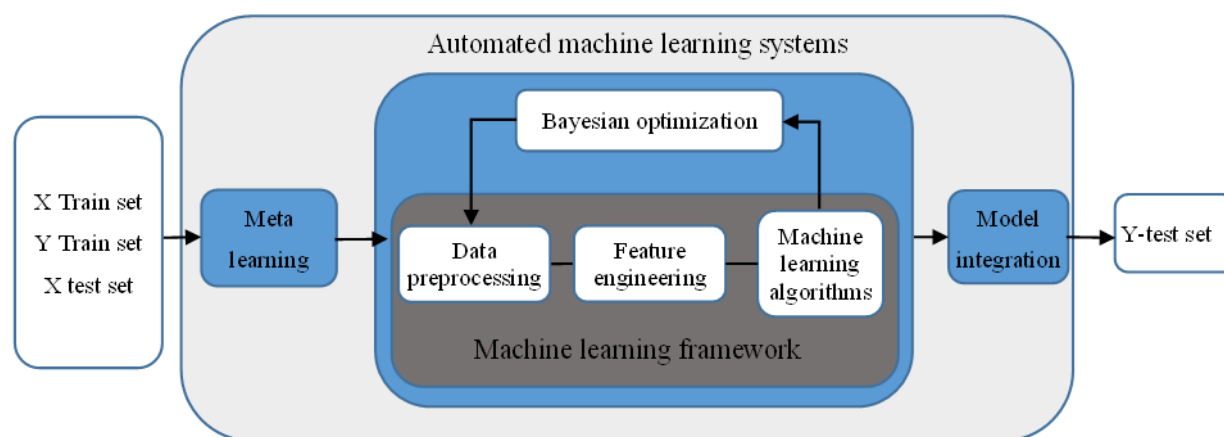 Automated machine learning systems
Bayesian optimization
X Train set
Y Train set
X test set
Meta
learning
Data
preprocessing
Feature
engineering
Machine
learning
algorithms
Machine learning framework
Model
integration
Y-test set